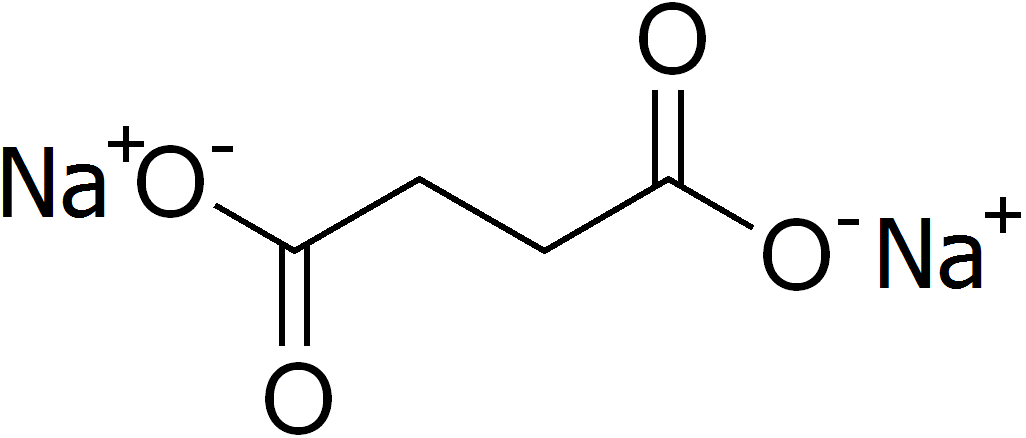 O
Na+ O-
O- Na+
O